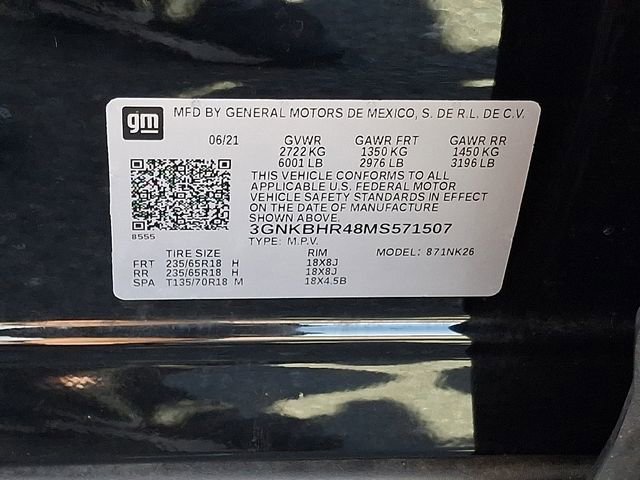 gm
MFD BY GENERAL MOTORS DE MEXICO, S. DE R.L. DE C.V.
06/21 GVWR GAWR FRT GAWR RR
2722 KG 1350 KG 1450 KG
6001 LB 2976 LB 3196 LB
THIS VEHICLE CONFORMS TO ALL
APPLICABLE U.S. FEDERAL MOTOR
VEHICLE SAFETY STANDARDS IN EFFECT
ON THE DATE OF MANUFACTURE
SHOWN ABOVE.
3GNKBHR48MS571507
8555
TYPE: M.P.V.
TIRE SIZE RIM MODEL: 871NK26
FRT 235/65R18 H 18X8J
RR 235/65R18 H 18X8J
SPA T135/70R18 M 18X4.5B